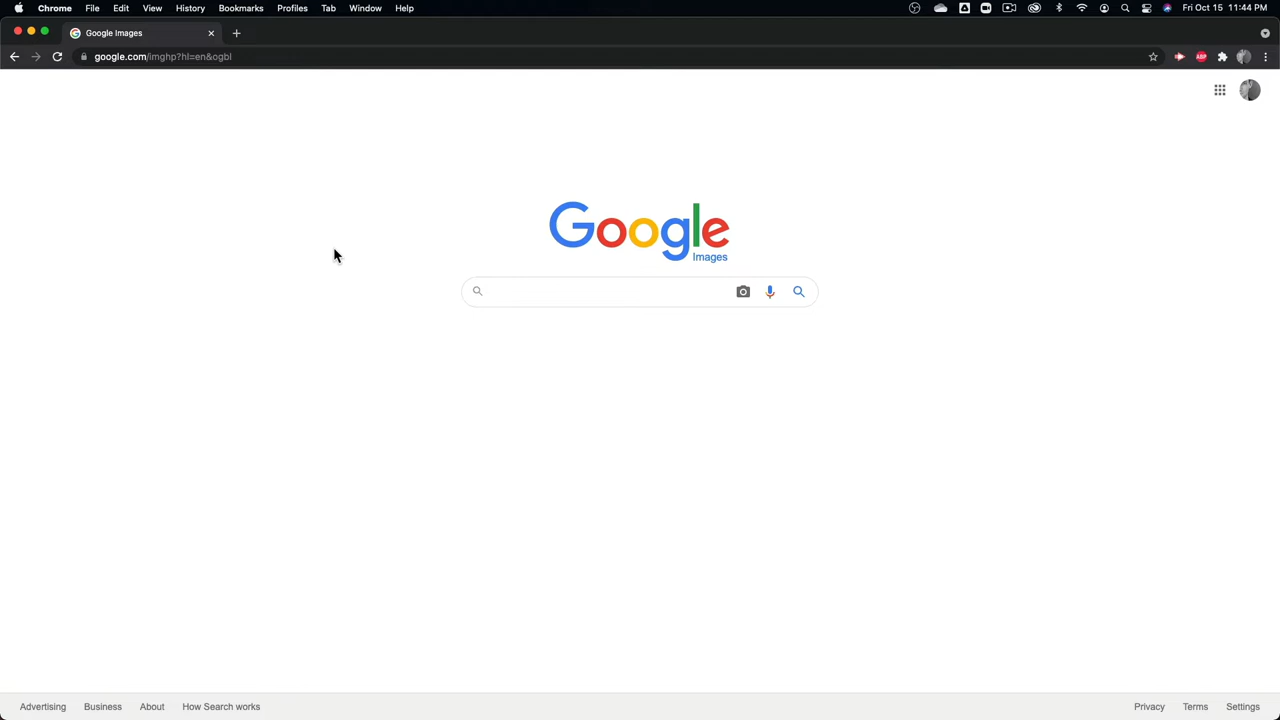 Chrome File Edit View History Bookmarks Profiles Tab Window Help Fri Oct 15 11:44 PM
Google Images
google.com/imghp?hl=en&ogbl
ABP
Google
Images
Advertising Business About How Search works Privacy Terms Settings